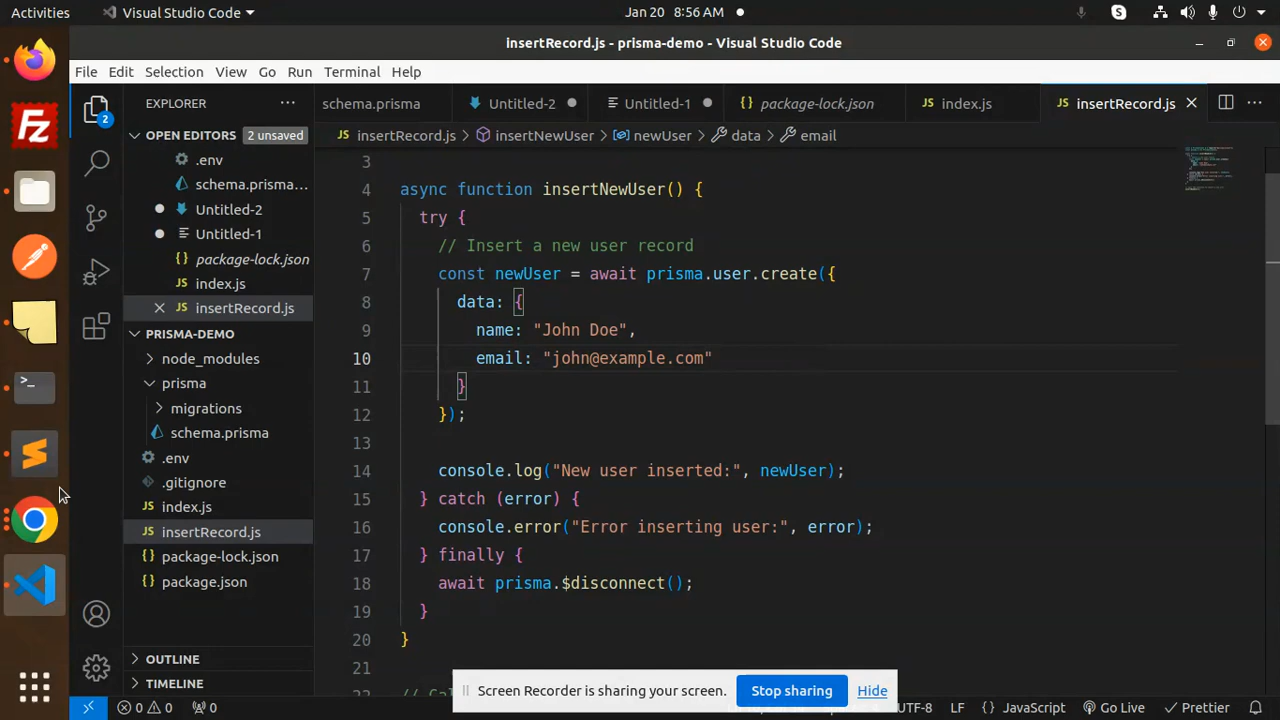 Activities
Visual Studio Code
Jan 20 8:56 AM
insertRecord.js - prisma-demo - Visual Studio Code
File Edit Selection View Go Run Terminal Help
EXPLORER
schema.prisma
Untitled-2
Untitled-1
package-lock.json
index.js
insertRecord.js
insertRecord.js > insertNewUser > newUser > data > email
OPEN EDITORS
2 unsaved
.env
schema.prisma...
Untitled-2
Untitled-1
package-lock.json
index.js
insertRecord.js
PRISMA-DEMO
node_modules
prisma
migrations
schema.prisma
.env
.gitignore
index.js
insertRecord.js
package-lock.json
package.json
OUTLINE
TIMELINE
2
3
4 async function insertNewUser() {
5 try {
6 // Insert a new user record
7 const newUser = await prisma.user.create({
8 data: {
9 name: "John Doe",
10 email: "john@example.com"
11 }
12 });
13
14 console.log("New user inserted:", newUser);
15 } catch (error) {
16 console.error("Error inserting user:", error);
17 } finally {
18 await prisma.$disconnect();
19 }
20 }
21
Screen Recorder is sharing your screen.
Stop sharing
Hide
0 0 0
UTF-8 LF {} JavaScript Go Live Prettier